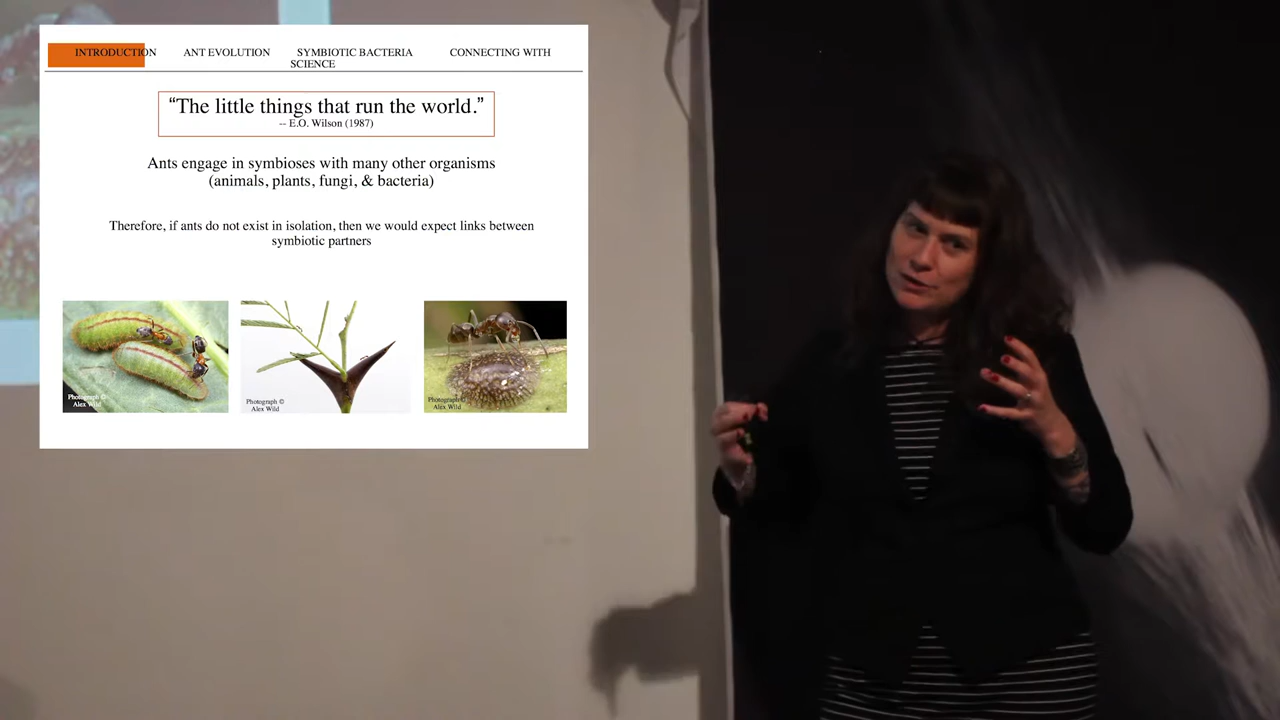 INTRODUCTION ANT EVOLUTION SYMBIOTIC BACTERIA CONNECTING WITH
SCIENCE
“The little things that run the world.”
-- E.O. Wilson (1987)
Ants engage in symbioses with many other organisms
(animals, plants, fungi, & bacteria)
Therefore, if ants do not exist in isolation, then we would expect links between
symbiotic partners
Photograph ©
Alex Wild
Photograph ©
Alex Wild
Photograph ©
Alex Wild